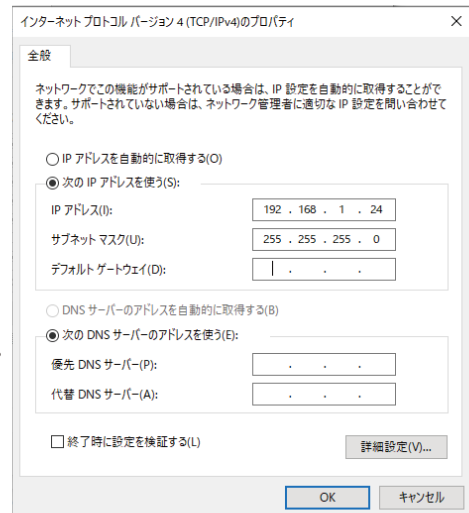 インターネット プロトコル バージョン 4 (TCP/IPv4)のプロパティ
全般
ネットワークでこの機能がサポートされている場合は、IP 設定を自動的に取得することがで
きます。サポートされていない場合は、ネットワーク管理者に適切な IP 設定を問い合わせて
ください。
IP アドレスを自動的に取得する(O)
次の IP アドレスを使う(S):
IP アドレス(I):
192 . 168 . 1 . 24
サブネット マスク(U):
255 . 255 . 255 . 0
デフォルト ゲートウェイ(D):
. . .
DNS サーバーのアドレスを自動的に取得する(B)
次の DNS サーバーのアドレスを使う(E):
優先 DNS サーバー(P):
. . .
代替 DNS サーバー(A):
. . .
終了時に設定を検証する(L)
詳細設定(V)...
OK
キャンセル